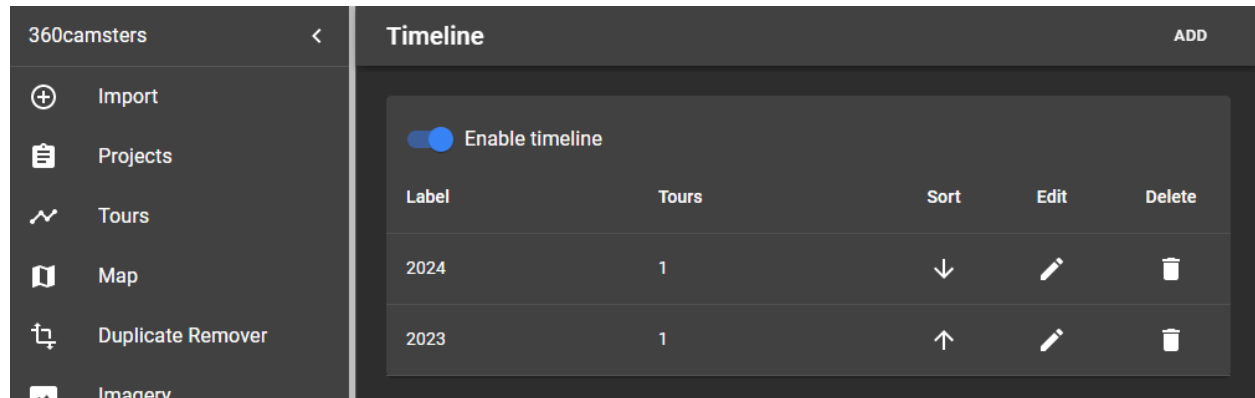 360camsters
Import
Projects
Tours
Map
Duplicate Remover
Imagery
Timeline
ADD
Enable timeline
Label Tours Sort Edit Delete
2024 1
2023 1